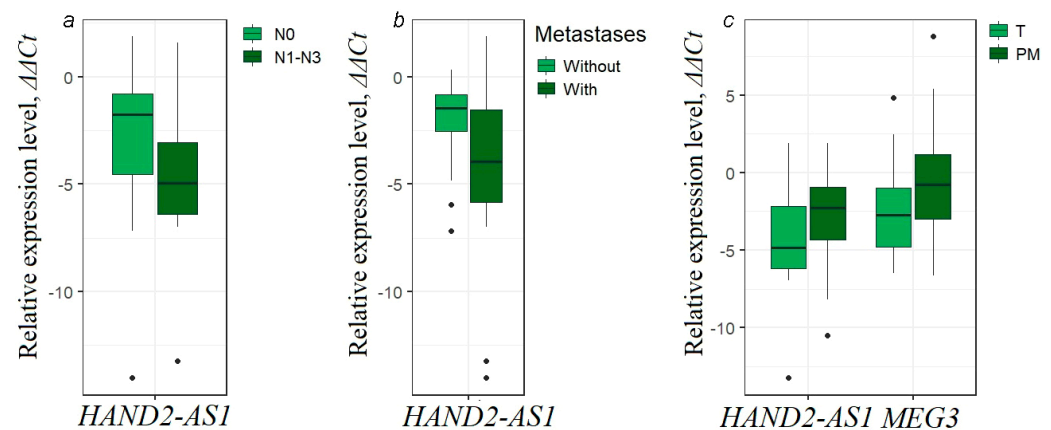 a
Relative expression level, ΔΔCt
0
-5
-10
HAND2-AS1
N0
N1-N3
b
Relative expression level, ΔΔCt
0
-5
-10
HAND2-AS1
Metastases
Without
With
c
Relative expression level, ΔΔCt
5
0
-5
-10
HAND2-AS1 MEG3
T
PM